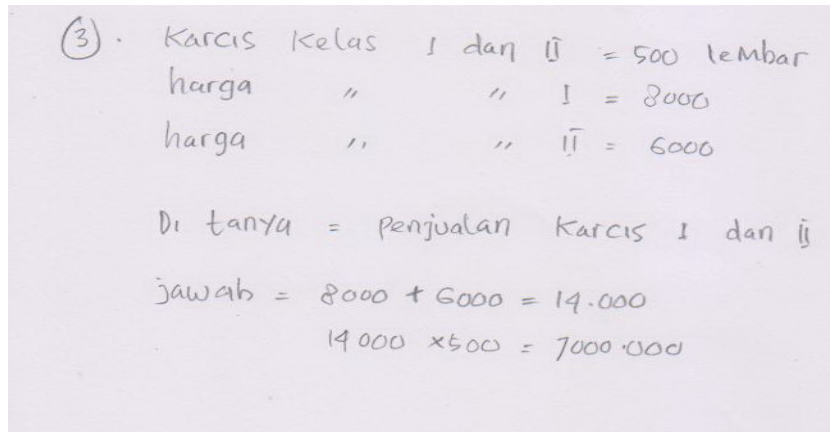 ③. Karcis Kelas I dan II = 500 lembar
harga " " I = 8000
harga " " II = 6000
Di tanya = penjualan Karcis I dan II
jawab = 8000 + 6000 = 14.000
14000 x500 = 7000.000